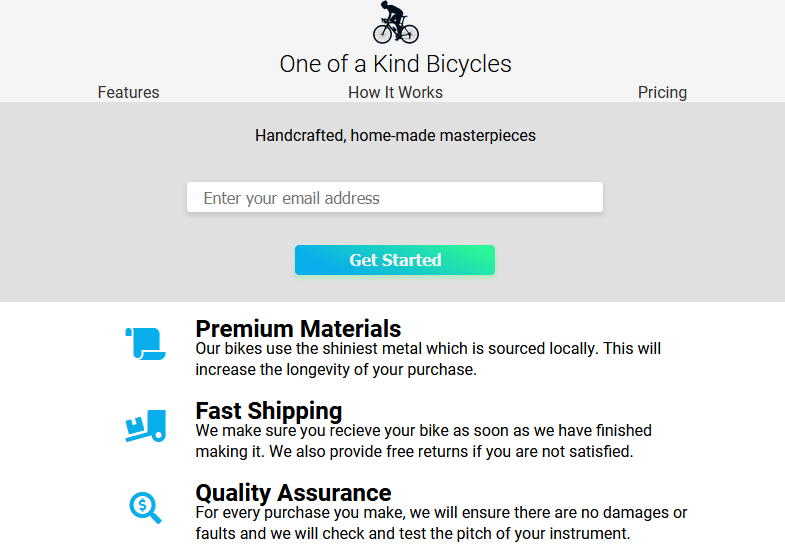 One of a Kind Bicycles
Features How It Works Pricing
Handcrafted, home-made masterpieces
Enter your email address
Get Started
Premium Materials
Our bikes use the shiniest metal which is sourced locally. This will
increase the longevity of your purchase.
Fast Shipping
We make sure you recieve your bike as soon as we have finished
making it. We also provide free returns if you are not satisfied.
$
Quality Assurance
For every purchase you make, we will ensure there are no damages or
faults and we will check and test the pitch of your instrument.